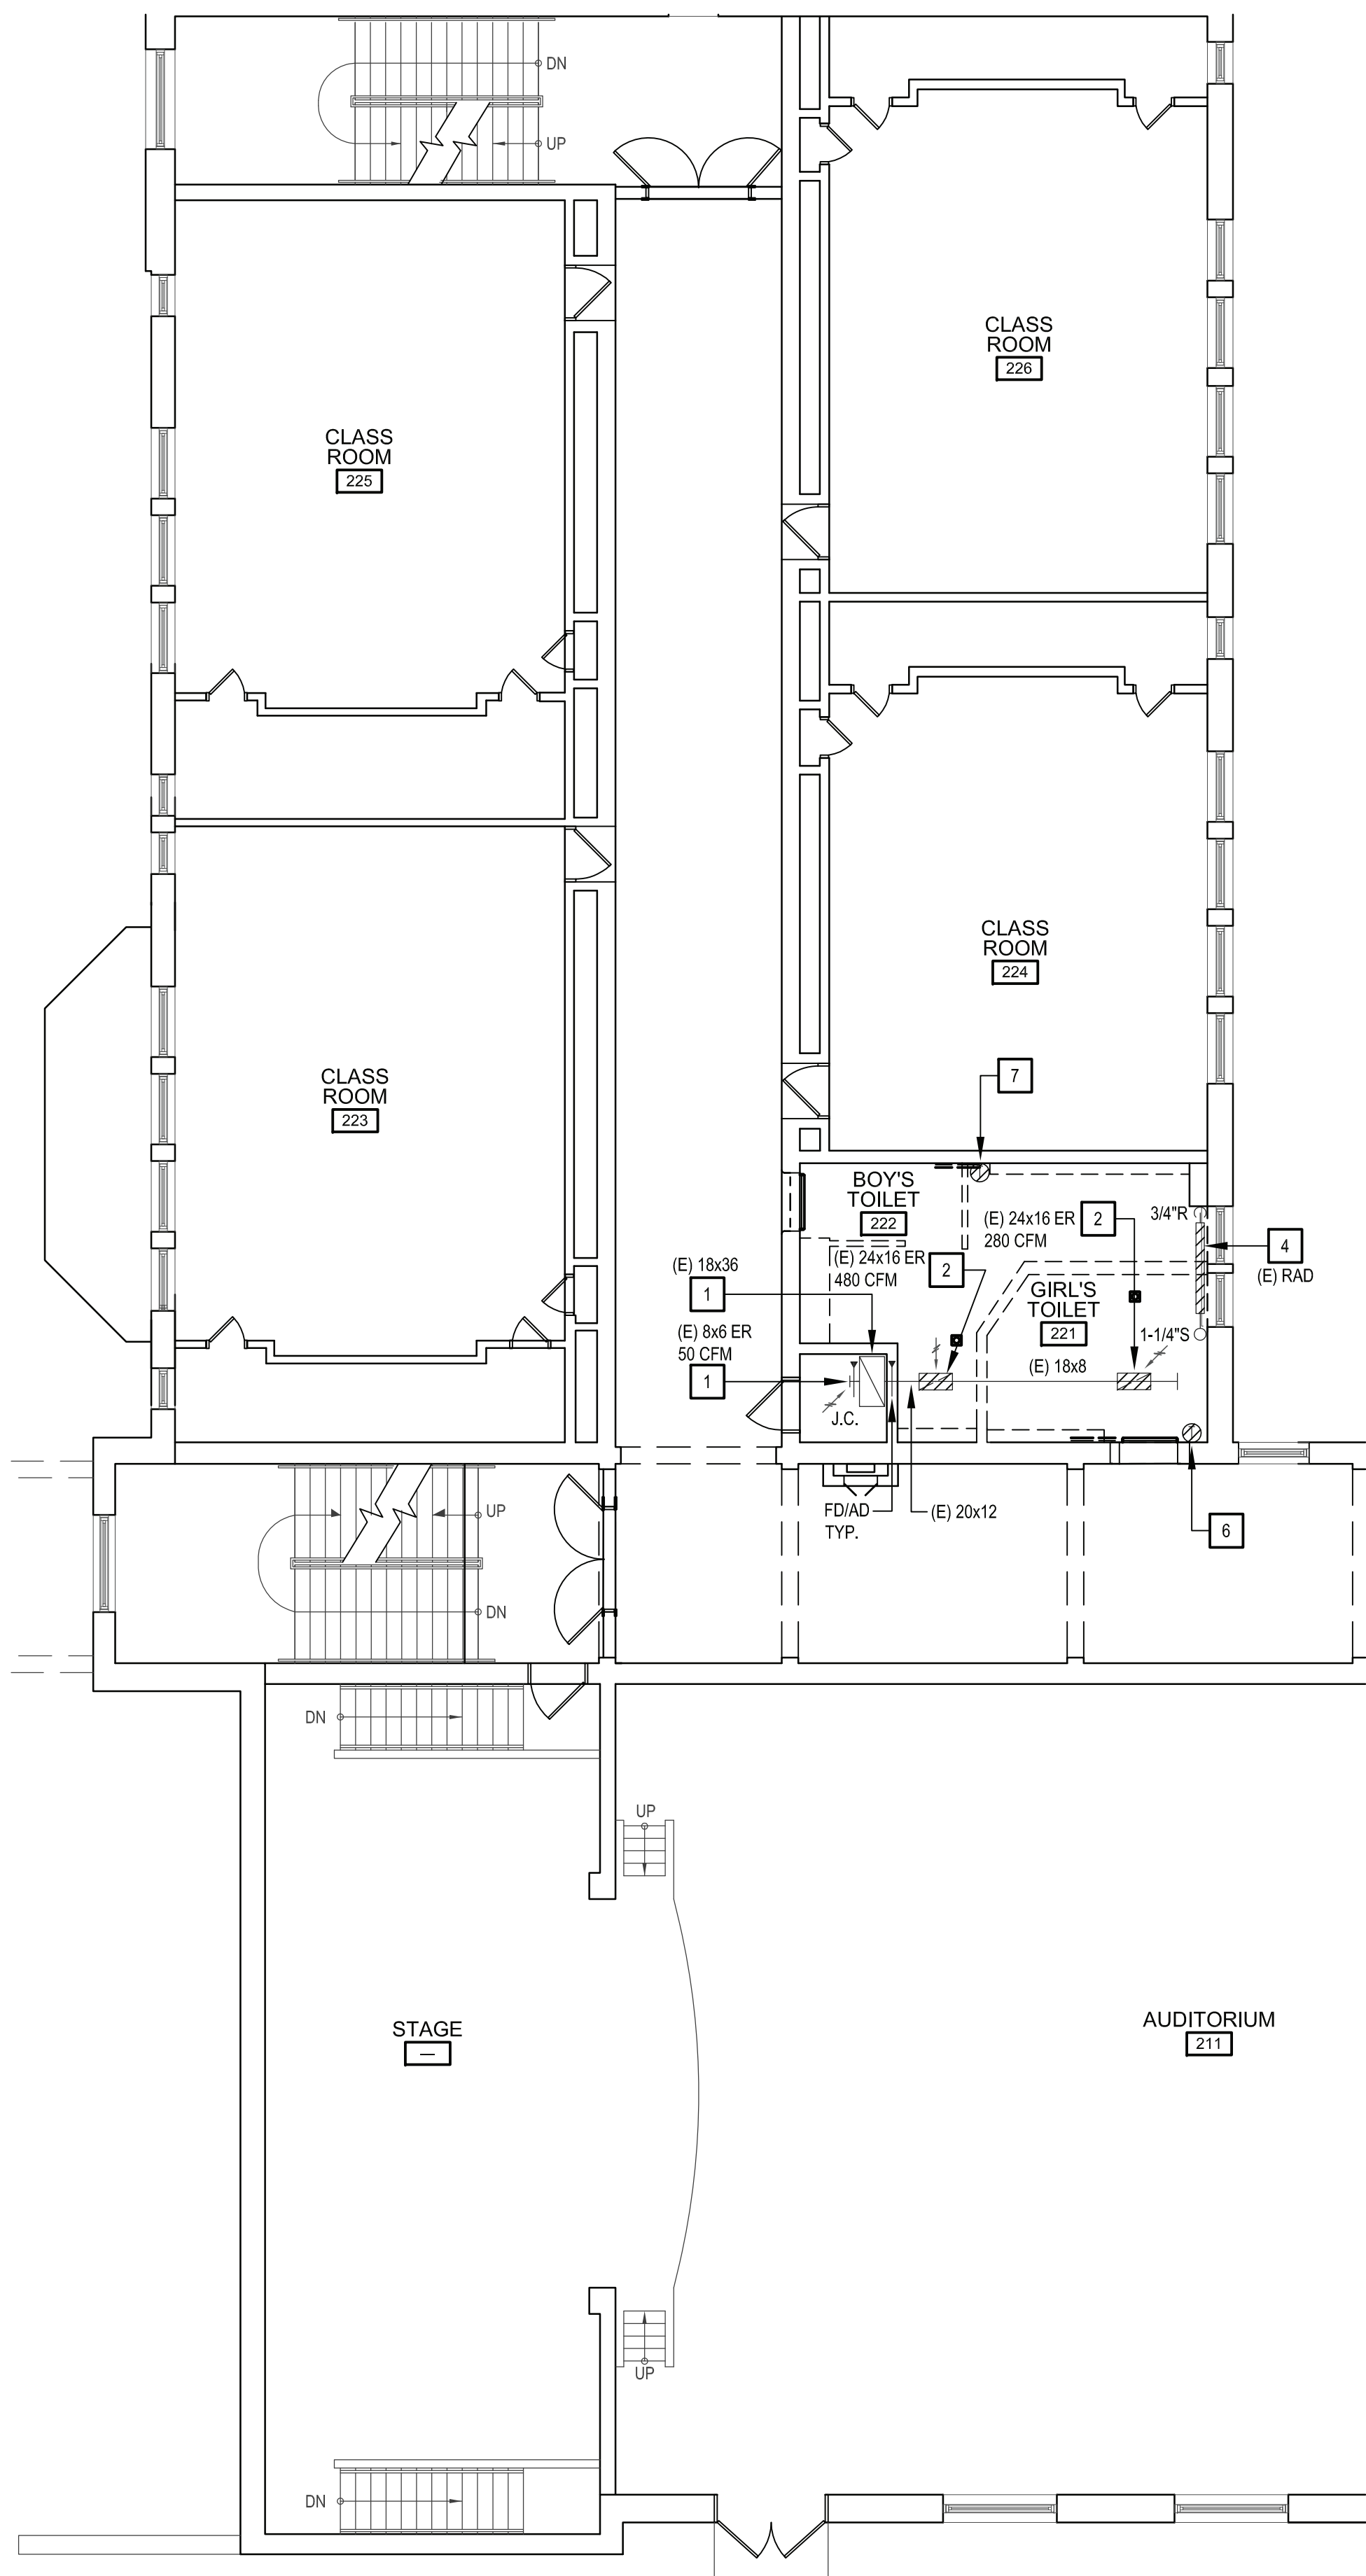 DN
UP
CLASS
ROOM
226
CLASS
ROOM
225
CLASS
ROOM
224
7
CLASS
ROOM
223
BOY'S
TOILET
222
(E) 24x16 ER
280 CFM
2
3/4"R
4
(E) RAD
(E) 24x16 ER
480 CFM
2
(E) 18x36
1
GIRL'S
TOILET
221
1-1/4"S
(E) 8x6 ER
50 CFM
1
(E) 18x8
J.C.
UP
FD/AD
TYP.
(E) 20x12
6
DN
DN
UP
STAGE
—
AUDITORIUM
211
UP
DN